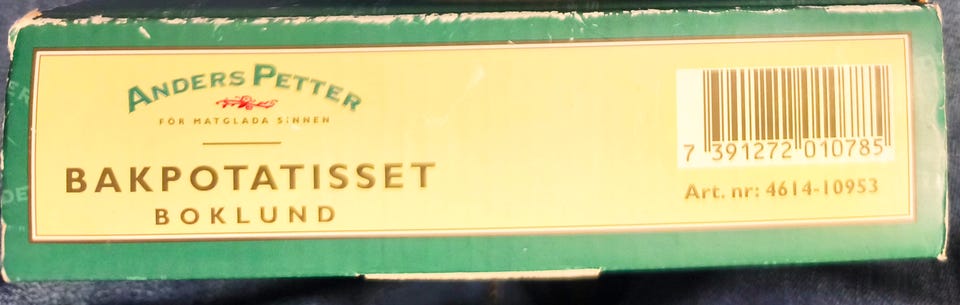 ANDERS PETTER
FÖR MATGLADA SINNEN
BAKPOTATISSET
BOKLUND
7 391272 010785
Art. nr: 4614-10953